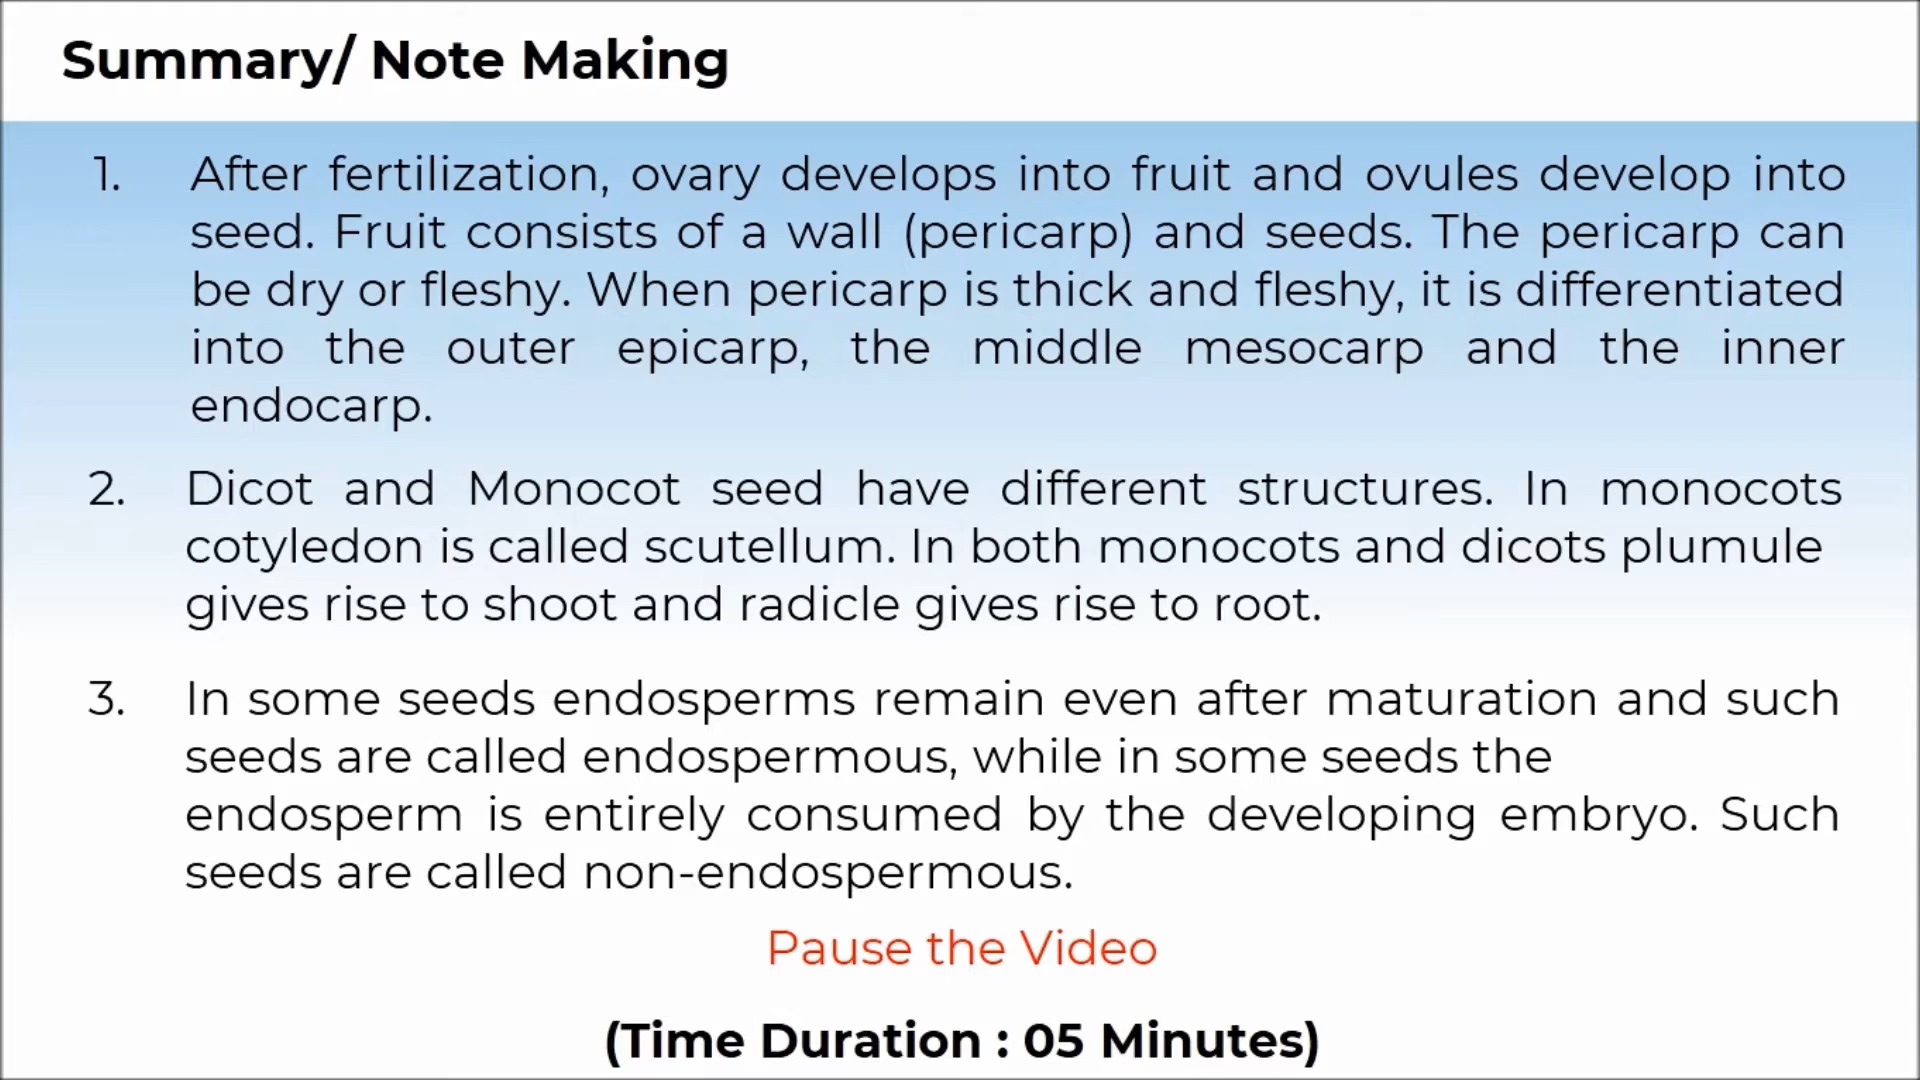 Summary/ Note Making
1. After fertilization, ovary develops into fruit and ovules develop into
seed. Fruit consists of a wall (pericarp) and seeds. The pericarp can
be dry or fleshy. When pericarp is thick and fleshy, it is differentiated
into the outer epicarp, the middle mesocarp and the inner
endocarp.
2. Dicot and Monocot seed have different structures. In monocots
cotyledon is called scutellum. In both monocots and dicots plumule
gives rise to shoot and radicle gives rise to root.
3. In some seeds endosperms remain even after maturation and such
seeds are called endospermous, while in some seeds the
endosperm is entirely consumed by the developing embryo. Such
seeds are called non-endospermous.
Pause the Video
(Time Duration : 05 Minutes)